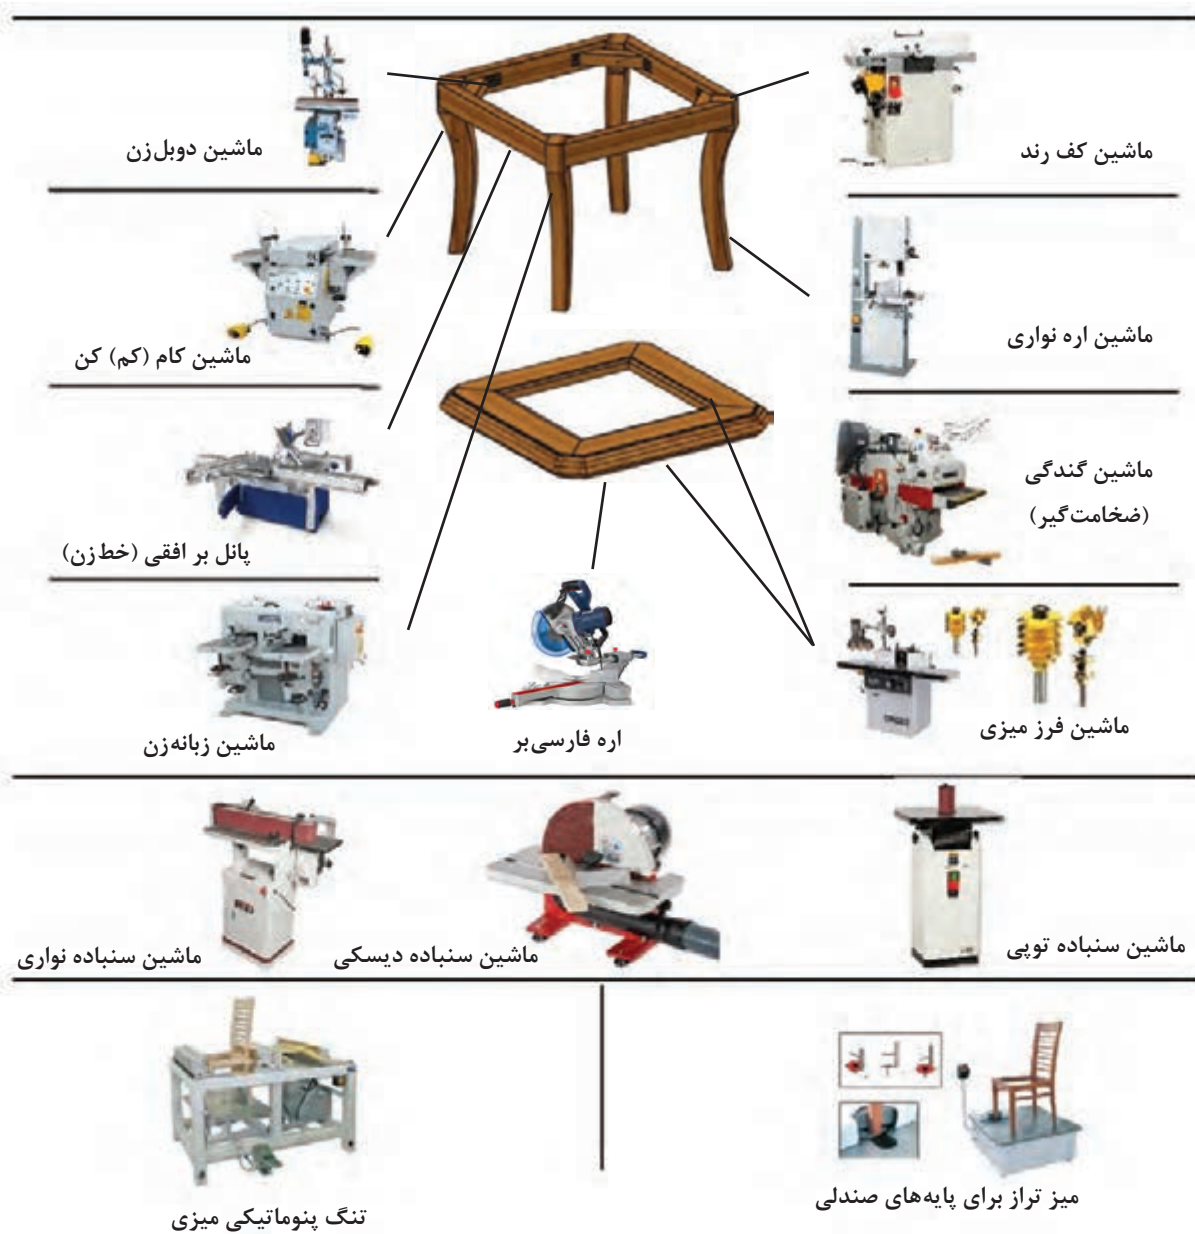 ماشین کف رند
ماشین دوبل‌زن
ماشین اره نواری
ماشین کام (کم) کن
ماشین گندگی
(ضخامت‌گیر)
پانل بر افقی (خط‌زن)
ماشین فرز میزی
اره فارسی‌بر
ماشین زبانه‌زن
ماشین سنباده توپی
ماشین سنباده دیسکی
ماشین سنباده نواری
میز تراز برای پایه‌های صندلی
تنگ پنوماتیکی میزی